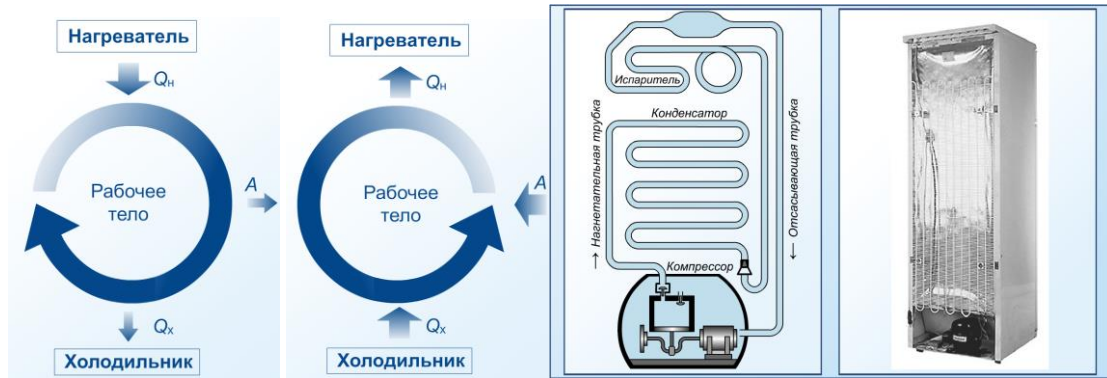 Нагреватель
Qн
Рабочее
тело
A
Qх
Холодильник
Нагреватель
Qн
Рабочее
тело
A
Qх
Холодильник
Испаритель
Конденсатор
→ Нагнетательная трубка
← Отсасывающая трубка
Компрессор